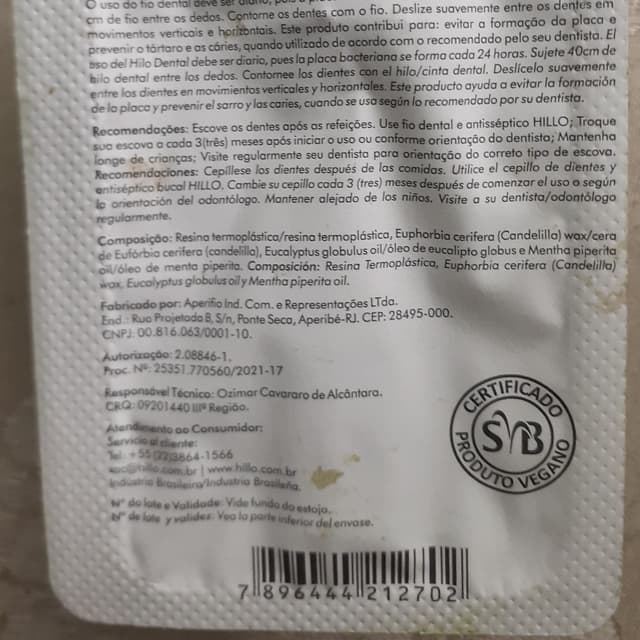 O uso do fio dental deve ser diário, pois a
cm de fio entre os dedos. Contorne os dentes com o fio. Deslize suavemente entre os dentes em
movimentos verticais e horizontais. Este produto contribui para: evitar a formação da placa e
prevenir o tártaro e as cáries, quando utilizado de acordo com o recomendado pelo seu dentista. El
uso del Hilo Dental debe ser diario, pues la placa bacteriana se forma cada 24 horas. Sujete 40cm de
hilo dental entre los dedos. Contornee los dientes con el hilo/cinta dental. Deslícelo suavemente
entre los dientes en movimientos verticales y horizontales. Este producto ayuda a evitar la formación
de la placa y prevenir el sarro y las caries, cuando se usa según lo recomendado por su dentista.
Recomendações: Escove os dentes após as refeições. Use fio dental e antisséptico HILLO; Troque
sua escova a cada 3(três) meses após iniciar o uso ou conforme orientação do dentista; Mantenha
longe de crianças; Visite regularmente seu dentista para orientação do correto tipo de escova.
Recomendaciones: Cepíllese los dientes después de las comidas. Utilice el cepillo de dientes y
antiséptico bucal HILLO. Cambie su cepillo cada 3 (tres) meses después de comenzar el uso o según
la orientación del odontólogo. Mantener alejado de los niños. Visite a su dentista/odontólogo
regularmente.
Composição: Resina termoplástica/resina termoplástica, Euphorbia cerifera (Candelilla) wax/cera
de Eufórbia cerifera (candelilla), Eucalyptus globulus oil/óleo de eucalipto globus e Mentha piperita
oil/óleo de menta piperita. Composición: Resina Termoplástica, Euphorbia cerifera (Candelilla)
wax. Eucalyptus globulus oil y Mentha piperita oil.
Fabricado por: Aperifio Ind. Com. e Representações LTda.
End.: Rua Projetada B, S/n, Ponte Seca, Aperibé-RJ. CEP: 28495-000.
CNPJ: 00.816.063/0001-10.
Autorização: 2.08846-1.
Proc. Nº: 25351.770560/2021-17
Responsável Técnico: Ozimar Cavararo de Alcântara.
CRQ: 09201440 IIIª Região.
Atendimento ao Consumidor:
Servicio al cliente:
Tel: +55 (22)3864-1566
sac@hillo.com.br | www.hillo.com.br
Indústria Brasileira/Industria Brasileña.
Nº do lote e Validade: Vide fundo do estojo.
Nº de lote y validez: Vea la parte inferior del envase.
CERTIFICADO
SVB
PRODUTO VEGANO
7 896444 212702